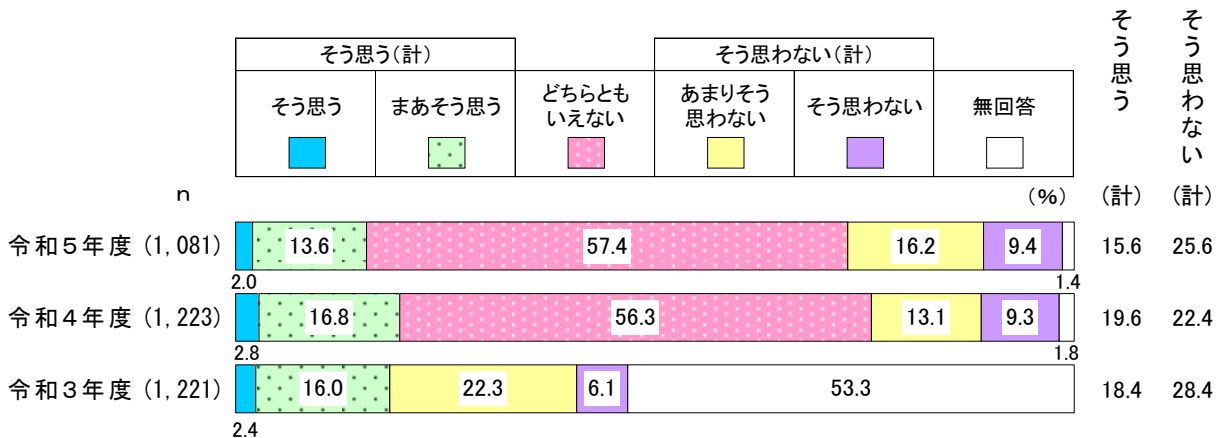 そう思う(計)
そう思わない(計)
そう思う
まあそう思う
どちらとも
いえない
あまりそう
思わない
そう思わない
無回答
そう思う
(計)
そう思わない
(計)
n
(%)
令和5年度 (1,081)
2.0
13.6
57.4
16.2
9.4
1.4
15.6
25.6
令和4年度 (1,223)
2.8
16.8
56.3
13.1
9.3
1.8
19.6
22.4
令和3年度 (1,221)
2.4
16.0
22.3
6.1
53.3
18.4
28.4